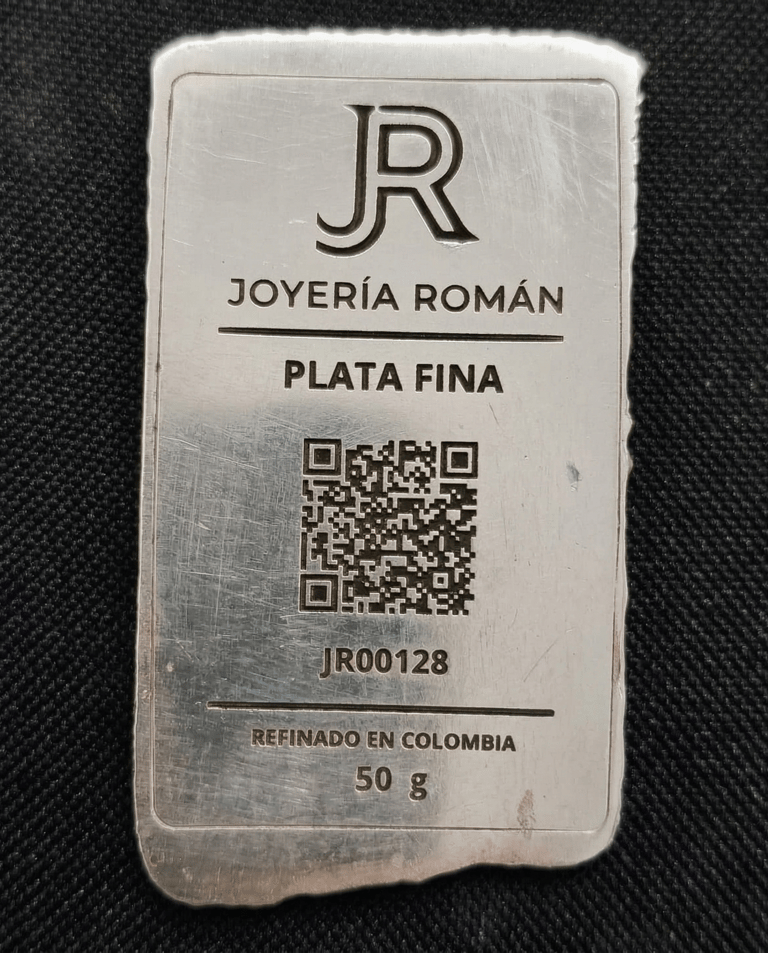 JR
JOYERÍA ROMÁN
PLATA FINA
JR00128
REFINADO EN COLOMBIA
50 g